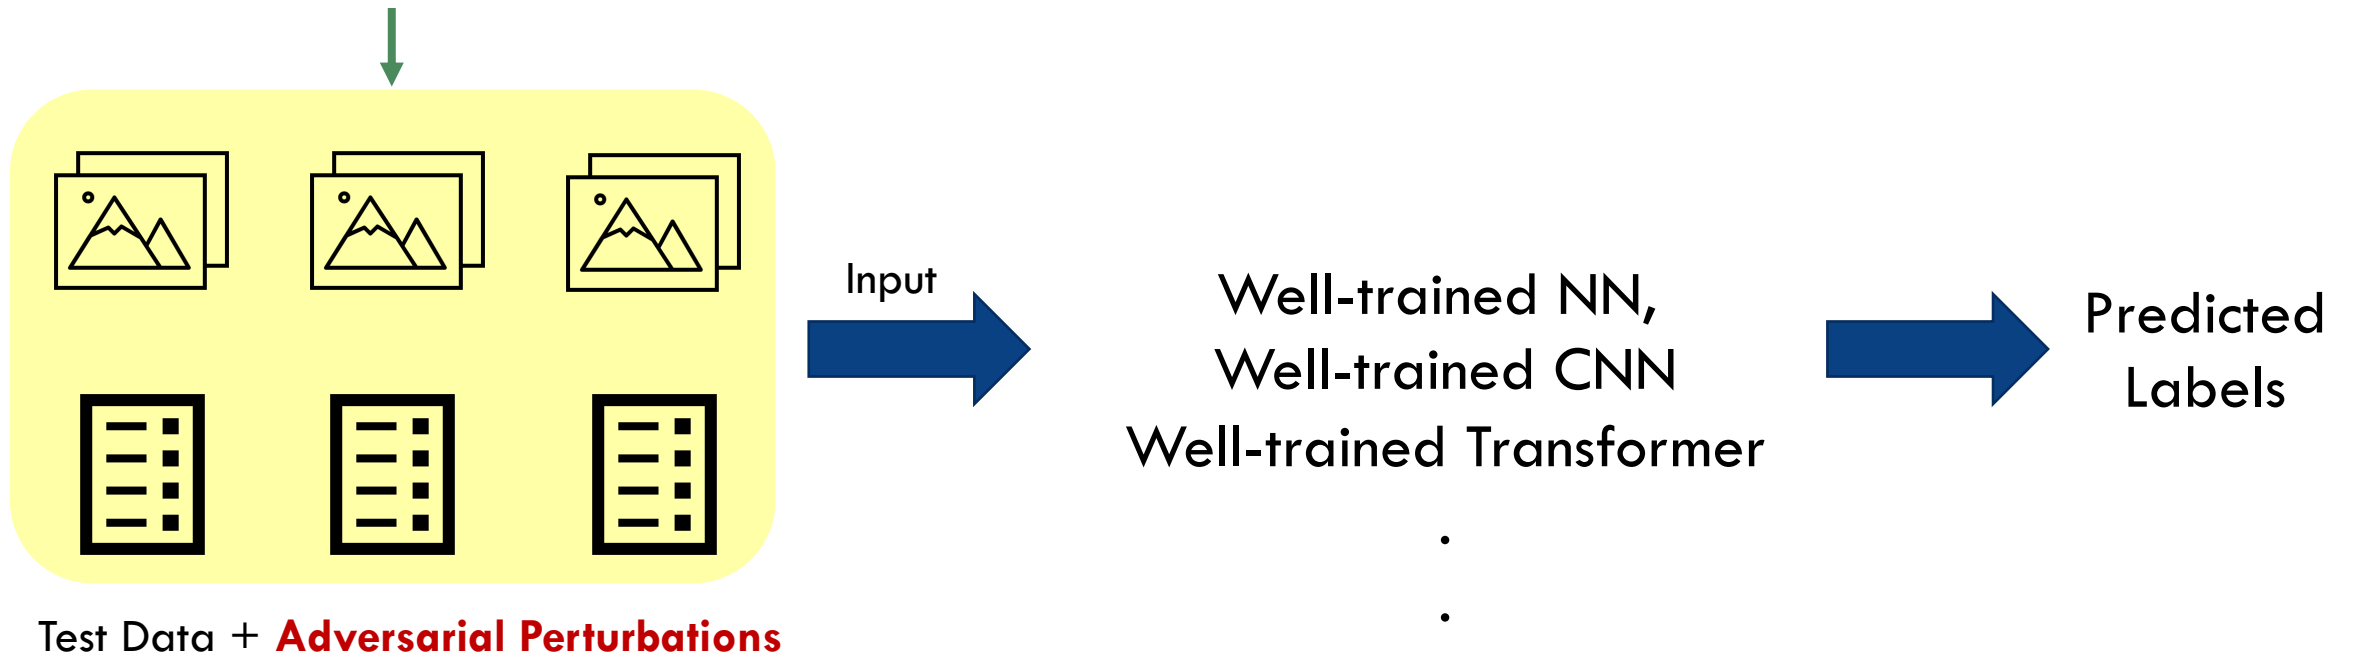 Input
Well-trained NN,
Well-trained CNN
Well-trained Transformer
.
.
Predicted
Labels
Test Data + Adversarial Perturbations